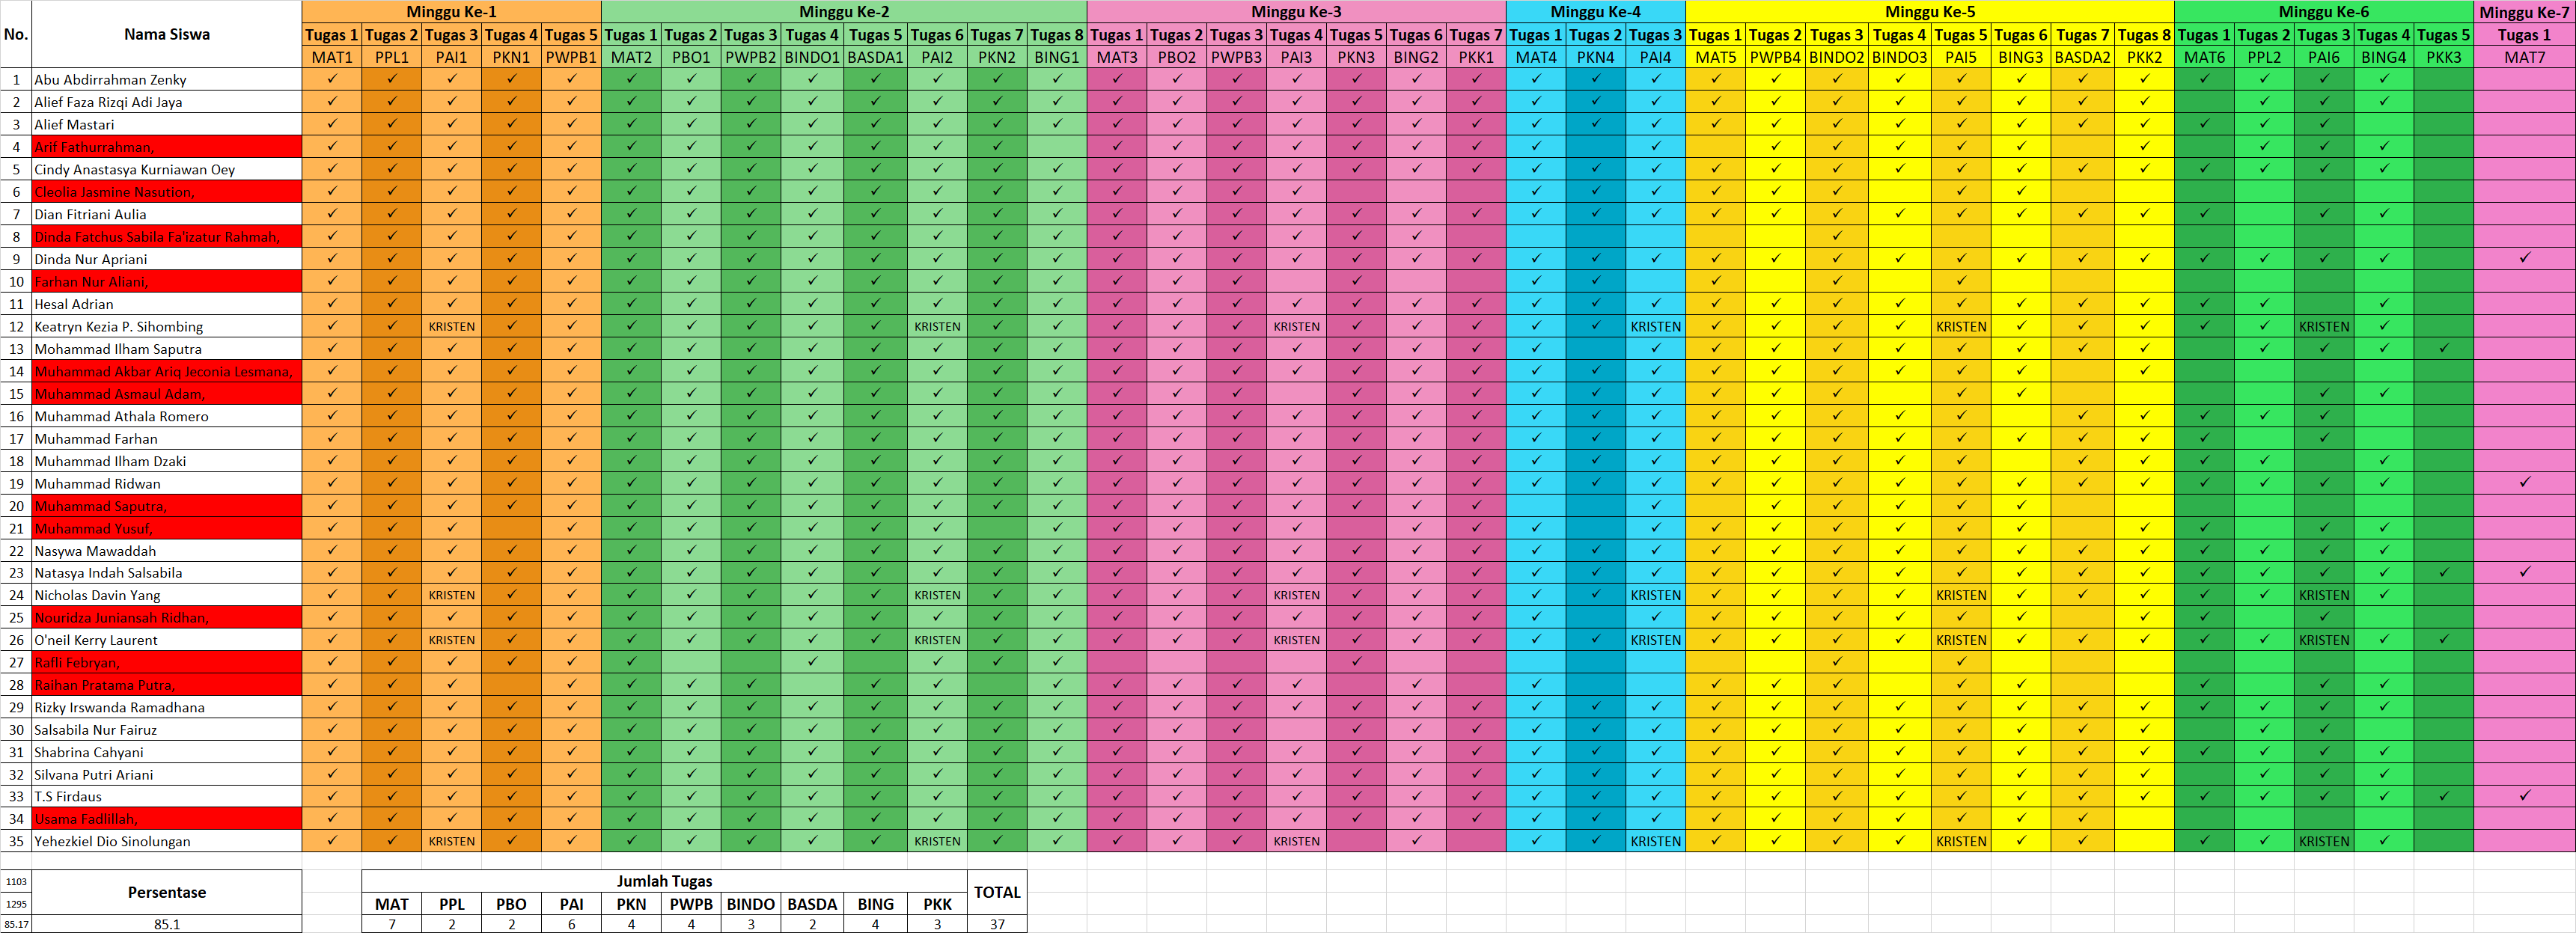 No. Nama Siswa Minggu Ke-1 Minggu Ke-2 Minggu Ke-3 Minggu Ke-4 Minggu Ke-5 Minggu Ke-6 Minggu Ke-7
Tugas 1 Tugas 2 Tugas 3 Tugas 4 Tugas 5 Tugas 1 Tugas 2 Tugas 3 Tugas 4 Tugas 5 Tugas 6 Tugas 7 Tugas 8 Tugas 1 Tugas 2 Tugas 3 Tugas 4 Tugas 5 Tugas 6 Tugas 7 Tugas 1 Tugas 2 Tugas 3 Tugas 1 Tugas 2 Tugas 3 Tugas 4 Tugas 5 Tugas 6 Tugas 7 Tugas 8 Tugas 1 Tugas 2 Tugas 3 Tugas 4 Tugas 5 Tugas 1
MAT1 PPL1 PAI1 PKN1 PWPB1 MAT2 PBO1 PWPB2 BINDO1 BASDA1 PAI2 PKN2 BING1 MAT3 PBO2 PWPB3 PAI3 PKN3 BING2 PKK1 MAT4 PKN4 PAI4 MAT5 PWPB4 BINDO2 BINDO3 PAI5 BING3 BASDA2 PKK2 MAT6 PPL2 PAI6 BING4 PKK3 MAT7
1 Abu Abdirrahman Zenky
2 Alief Faza Rizqi Adi Jaya
3 Alief Mastari
4 Arif Fathurrahman,
5 Cindy Anastasya Kurniawan Oey
6 Cleolia Jasmine Nasution,
7 Dian Fitriani Aulia
8 Dinda Fatchus Sabila Fa'izatur Rahmah,
9 Dinda Nur Apriani
10 Farhan Nur Aliani,
11 Hesal Adrian
12 Keatryn Kezia P. Sihombing KRISTEN KRISTEN KRISTEN KRISTEN KRISTEN KRISTEN
13 Mohammad Ilham Saputra
14 Muhammad Akbar Ariq Jeconia Lesmana,
15 Muhammad Asmaul Adam,
16 Muhammad Athala Romero
17 Muhammad Farhan
18 Muhammad Ilham Dzaki
19 Muhammad Ridwan
20 Muhammad Saputra,
21 Muhammad Yusuf,
22 Nasywa Mawaddah
23 Natasya Indah Salsabila
24 Nicholas Davin Yang KRISTEN KRISTEN KRISTEN KRISTEN KRISTEN KRISTEN
25 Nouridza Juniansah Ridhan,
26 O'neil Kerry Laurent KRISTEN KRISTEN KRISTEN KRISTEN KRISTEN KRISTEN
27 Rafli Febryan,
28 Raihan Pratama Putra,
29 Rizky Irswanda Ramadhana
30 Salsabila Nur Fairuz
31 Shabrina Cahyani
32 Silvana Putri Ariani
33 T.S Firdaus
34 Usama Fadlillah,
35 Yehezkiel Dio Sinolungan KRISTEN KRISTEN KRISTEN KRISTEN KRISTEN KRISTEN
1103 Persentase Jumlah Tugas TOTAL
1295 MAT PPL PBO PAI PKN PWPB BINDO BASDA BING PKK
85.17 85.1 7 2 2 6 4 4 3 2 4 3 37